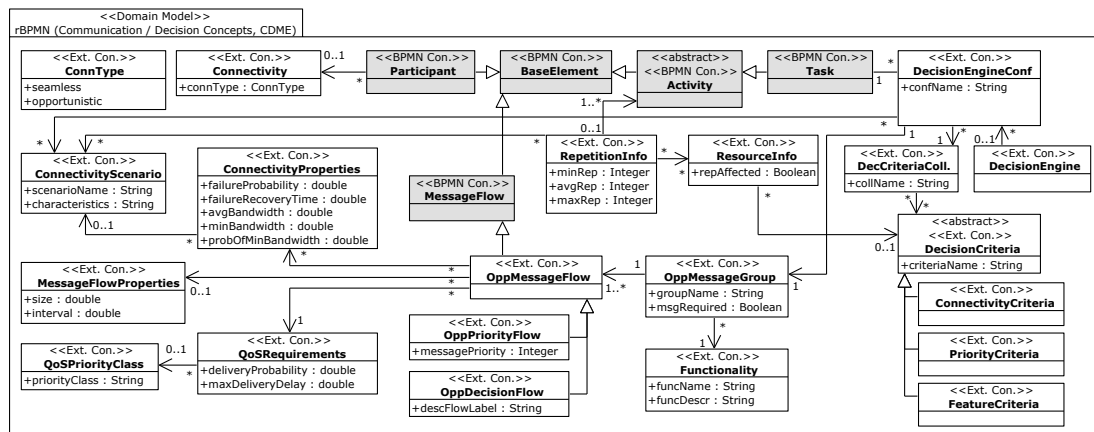 <<Domain Model>>
rBPMN (Communication / Decision Concepts, CDME)
<<Ext. Con.>>
ConnType
+seamless
+opportunistic
<<Ext. Con.>>
Connectivity
+connType : ConnType
0..1
*
<<BPMN Con.>>
Participant
<<BPMN Con.>>
BaseElement
<<abstract>>
<<BPMN Con.>>
Activity
<<BPMN Con.>>
Task
*
1
<<Ext. Con.>>
DecisionEngineConf
+confName : String
1..*
0..1
*
*
*
*
1
1
*
0..1
*
<<Ext. Con.>>
ConnectivityScenario
+scenarioName : String
+characteristics : String
0..1
*
<<Ext. Con.>>
ConnectivityProperties
+failureProbability : double
+failureRecoveryTime : double
+avgBandwidth : double
+minBandwidth : double
+probOfMinBandwidth : double
*
<<BPMN Con.>>
MessageFlow
<<Ext. Con.>>
RepetitionInfo
+minRep : Integer
+avgRep : Integer
+maxRep : Integer
*
*
<<Ext. Con.>>
ResourceInfo
+repAffected : Boolean
*
0..1
<<Ext. Con.>>
DecCriteriaColl.
+collName : String
<<Ext. Con.>>
DecisionEngine
*
*
<<abstract>>
<<Ext. Con.>>
DecisionCriteria
+criteriaName : String
<<Ext. Con.>>
MessageFlowProperties
+size : double
+interval : double
0..1
*
*
*
<<Ext. Con.>>
OppMessageFlow
1
1..*
<<Ext. Con.>>
OppMessageGroup
+groupName : String
+msgRequired : Boolean
1
*
1
<<Ext. Con.>>
ConnectivityCriteria
<<Ext. Con.>>
PriorityCriteria
<<Ext. Con.>>
FeatureCriteria
<<Ext. Con.>>
QoSPriorityClass
+priorityClass : String
0..1
*
1
<<Ext. Con.>>
QoSRequirements
+deliveryProbability : double
+maxDeliveryDelay : double
<<Ext. Con.>>
OppPriorityFlow
+messagePriority : Integer
<<Ext. Con.>>
OppDecisionFlow
+descFlowLabel : String
<<Ext. Con.>>
Functionality
+funcName : String
+funcDescr : String